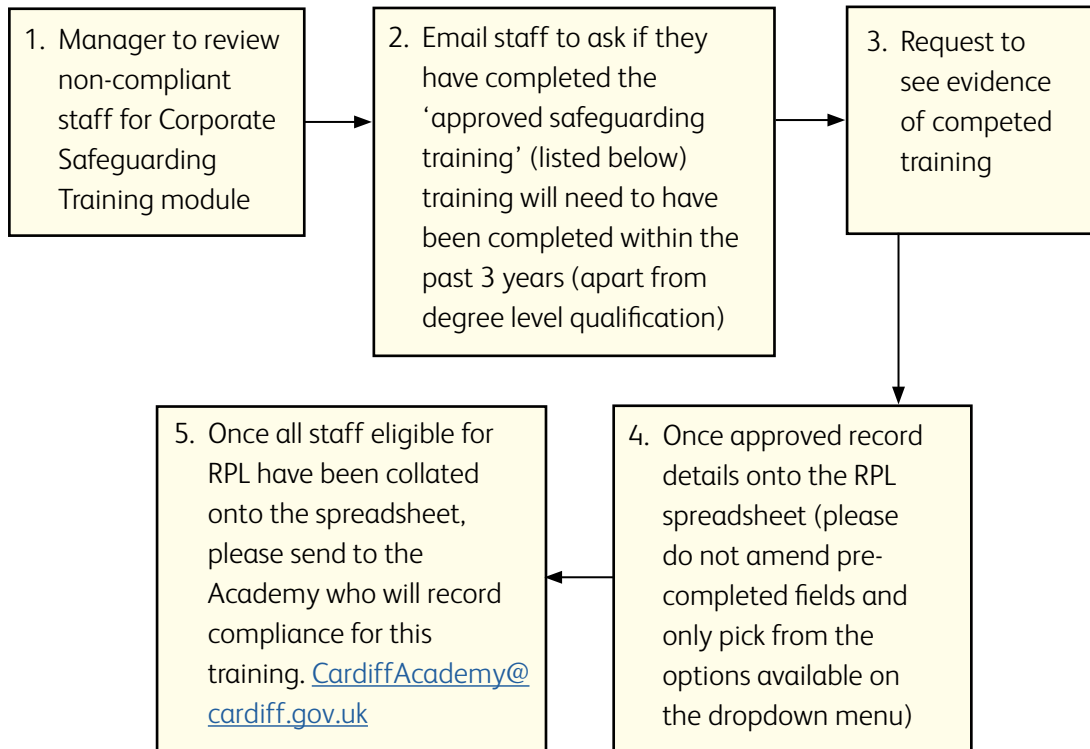 1. Manager to review
non-compliant
staff for Corporate
Safeguarding
Training module
2. Email staff to ask if they
have completed the
‘approved safeguarding
training’ (listed below)
training will need to have
been completed within the
past 3 years (apart from
degree level qualification)
3. Request to
see evidence
of competed
training
4. Once approved record
details onto the RPL
spreadsheet (please
do not amend pre-
completed fields and
only pick from the
options available on
the dropdown menu)
5. Once all staff eligible for
RPL have been collated
onto the spreadsheet,
please send to the
Academy who will record
compliance for this
training. CardiffAcademy@
cardiff.gov.uk